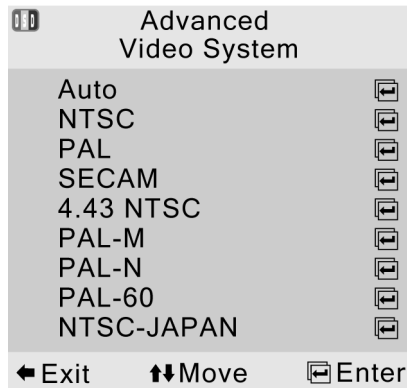 Advanced
Video System
Auto
NTSC
PAL
SECAM
4.43 NTSC
PAL-M
PAL-N
PAL-60
NTSC-JAPAN
Exit Move Enter